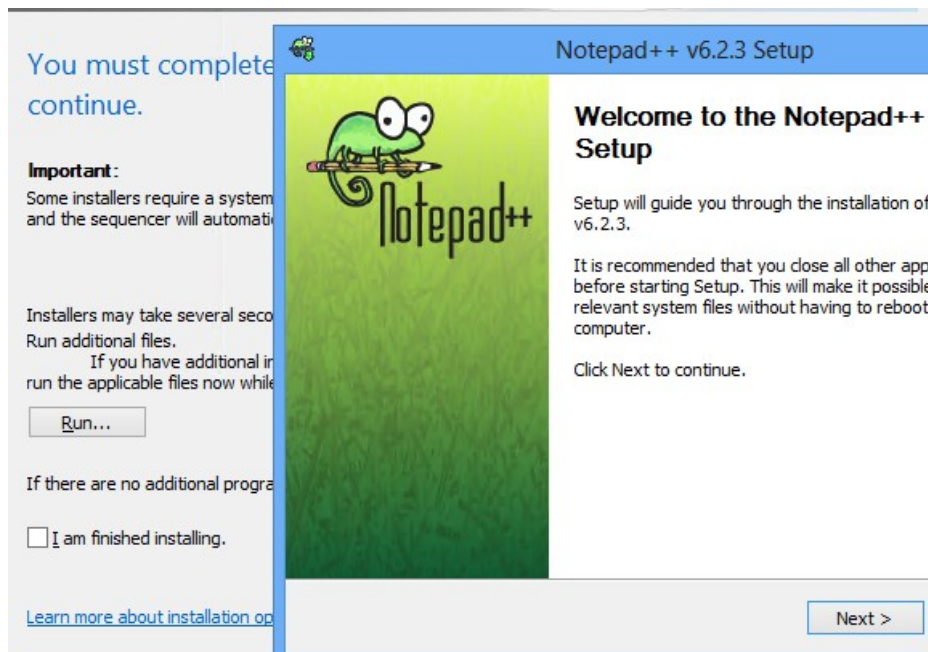 You must complete
continue.
Important:
Some installers require a system
and the sequencer will automati
Installers may take several seco
Run additional files.
If you have additional in
run the applicable files now while
Run...
If there are no additional progra
I am finished installing.
Learn more about installation op
Notepad++ v6.2.3 Setup
Notepad++
Welcome to the Notepad++
Setup
Setup will guide you through the installation of
v6.2.3.
It is recommended that you close all other app
before starting Setup. This will make it possible
relevant system files without having to reboot
computer.
Click Next to continue.
Next >